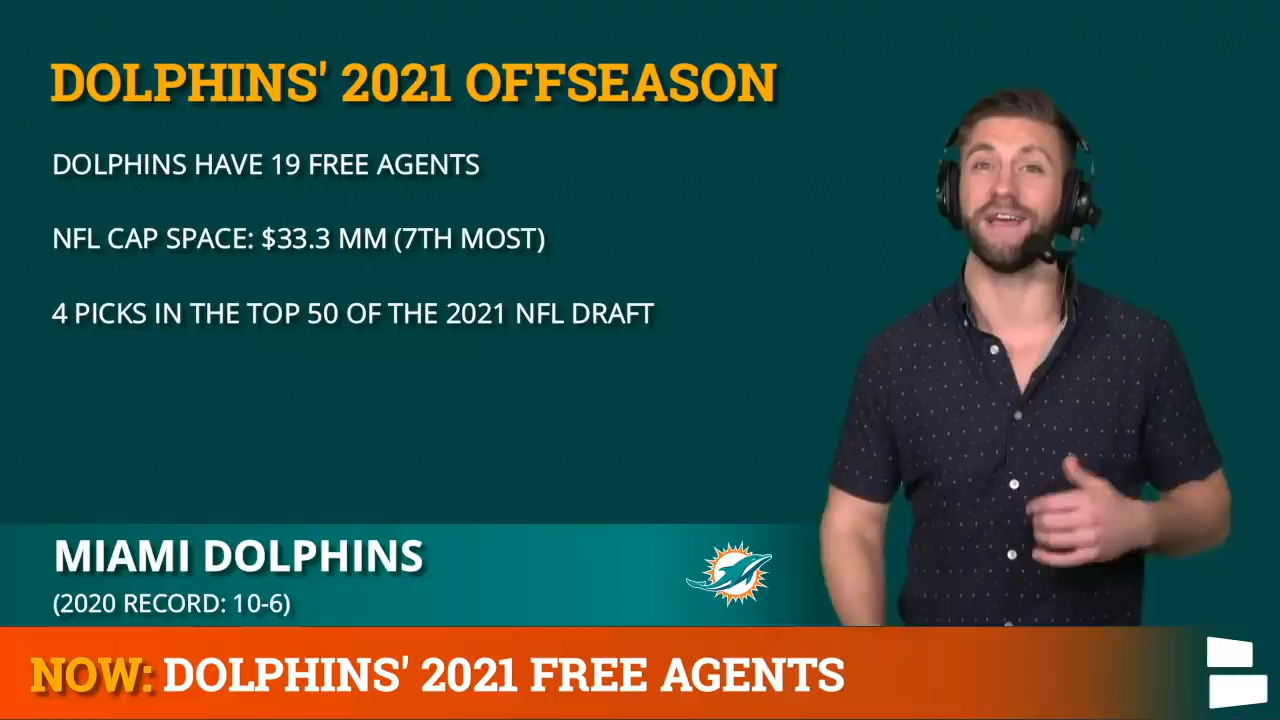 DOLPHINS' 2021 OFFSEASON
DOLPHINS HAVE 19 FREE AGENTS
NFL CAP SPACE: $33.3 MM (7TH MOST)
4 PICKS IN THE TOP 50 OF THE 2021 NFL DRAFT
MIAMI DOLPHINS
(2020 RECORD: 10-6)
NOW: DOLPHINS' 2021 FREE AGENTS